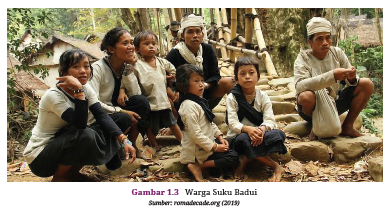 Gambar 1.3 Warga Suku Badui
Sumber: romadecade.org (2019)